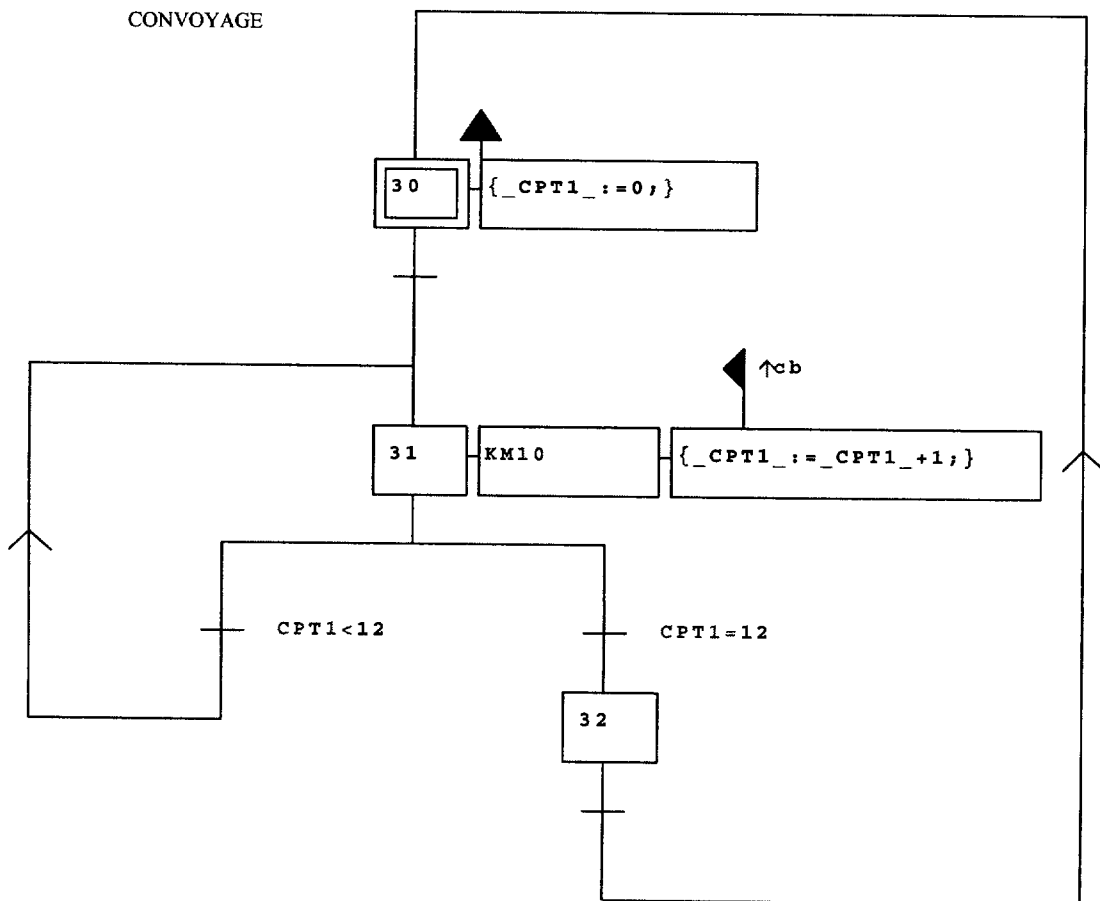 CONVOYAGE
30
{_CPT1_:=0;}
↑cb
31
KM10
{_CPT1_:=_CPT1_+1;}
CPT1<12
CPT1=12
32